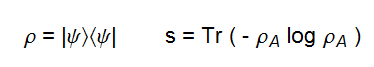 ρ = |ψ⟩⟨ψ| s = Tr ( - ρ_A log ρ_A )